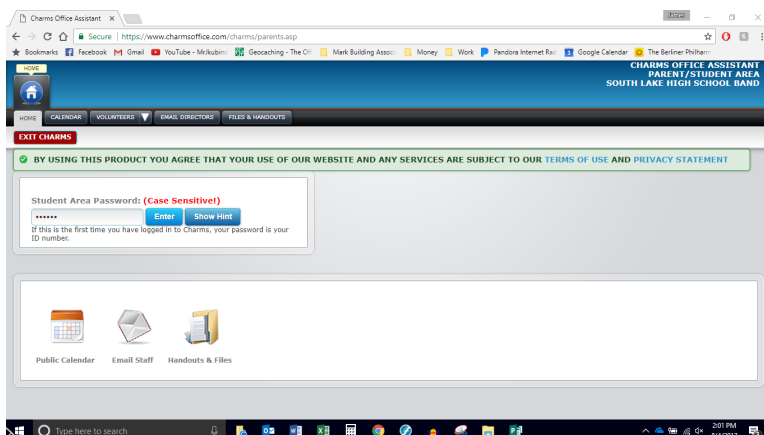 Charms Office Assistant
James
Secure | https://www.charmsoffice.com/charms/parents.asp
Bookmarks Facebook Gmail YouTube - MrJkubin Geocaching - The Of Mark Building Assoc Money Work Pandora Internet Rad Google Calendar The Berliner Philharm
HOME
CHARMS OFFICE ASSISTANT
PARENT/STUDENT AREA
SOUTH LAKE HIGH SCHOOL BAND
HOME CALENDAR VOLUNTEERS EMAIL DIRECTORS FILES & HANDOUTS
EXIT CHARMS
BY USING THIS PRODUCT YOU AGREE THAT YOUR USE OF OUR WEBSITE AND ANY SERVICES ARE SUBJECT TO OUR TERMS OF USE AND PRIVACY STATEMENT
Student Area Password: (Case Sensitive!)
•••••• Enter Show Hint
If this is the first time you have logged in to Charms, your password is your
ID number.
Public Calendar Email Staff Handouts & Files
Type here to search
2:01 PM